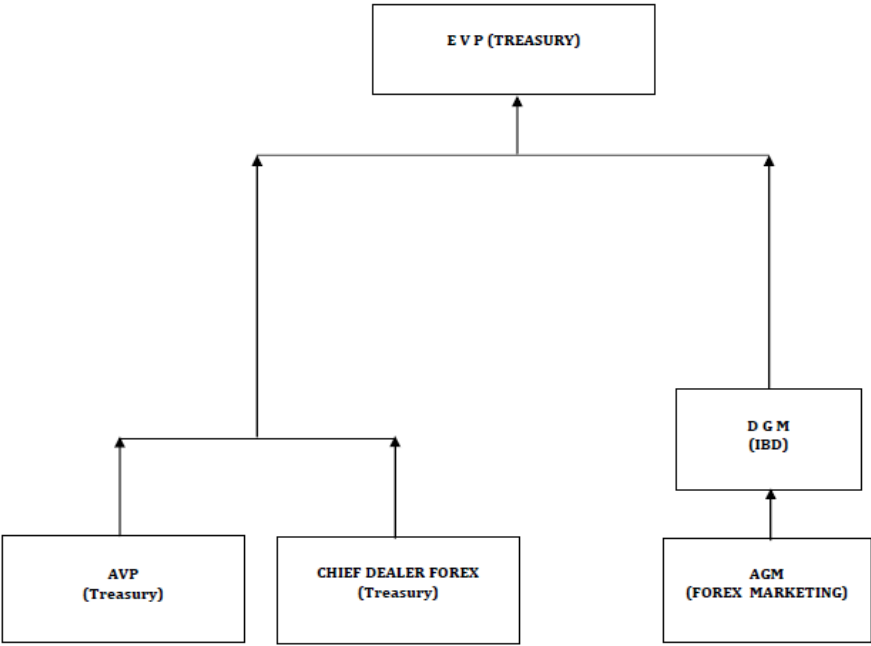 E V P (TREASURY)
D G M
(IBD)
AVP
(Treasury)
CHIEF DEALER FOREX
(Treasury)
AGM
(FOREX MARKETING)